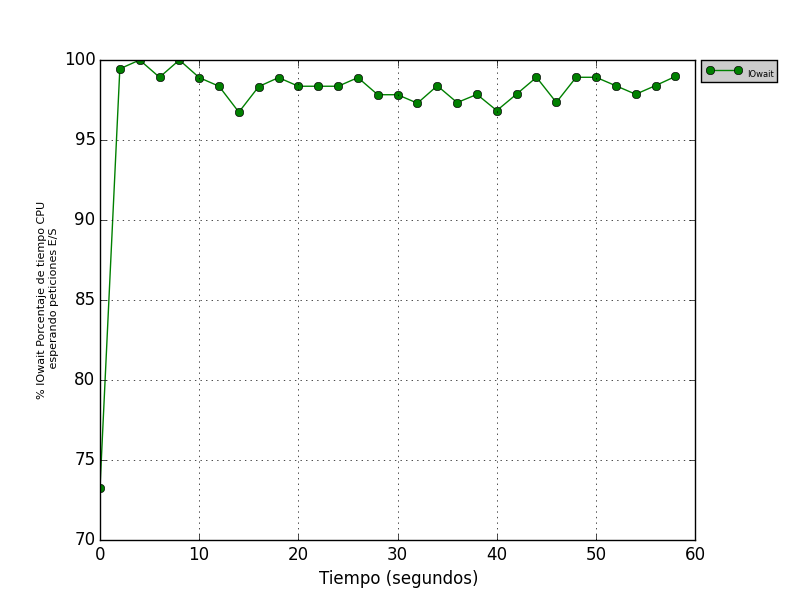 100
95
90
85
80
75
70
0 10 20 30 40 50 60
% IOwait Porcentaje de tiempo CPU
esperando peticiones E/S
Tiempo (segundos)
IOwait